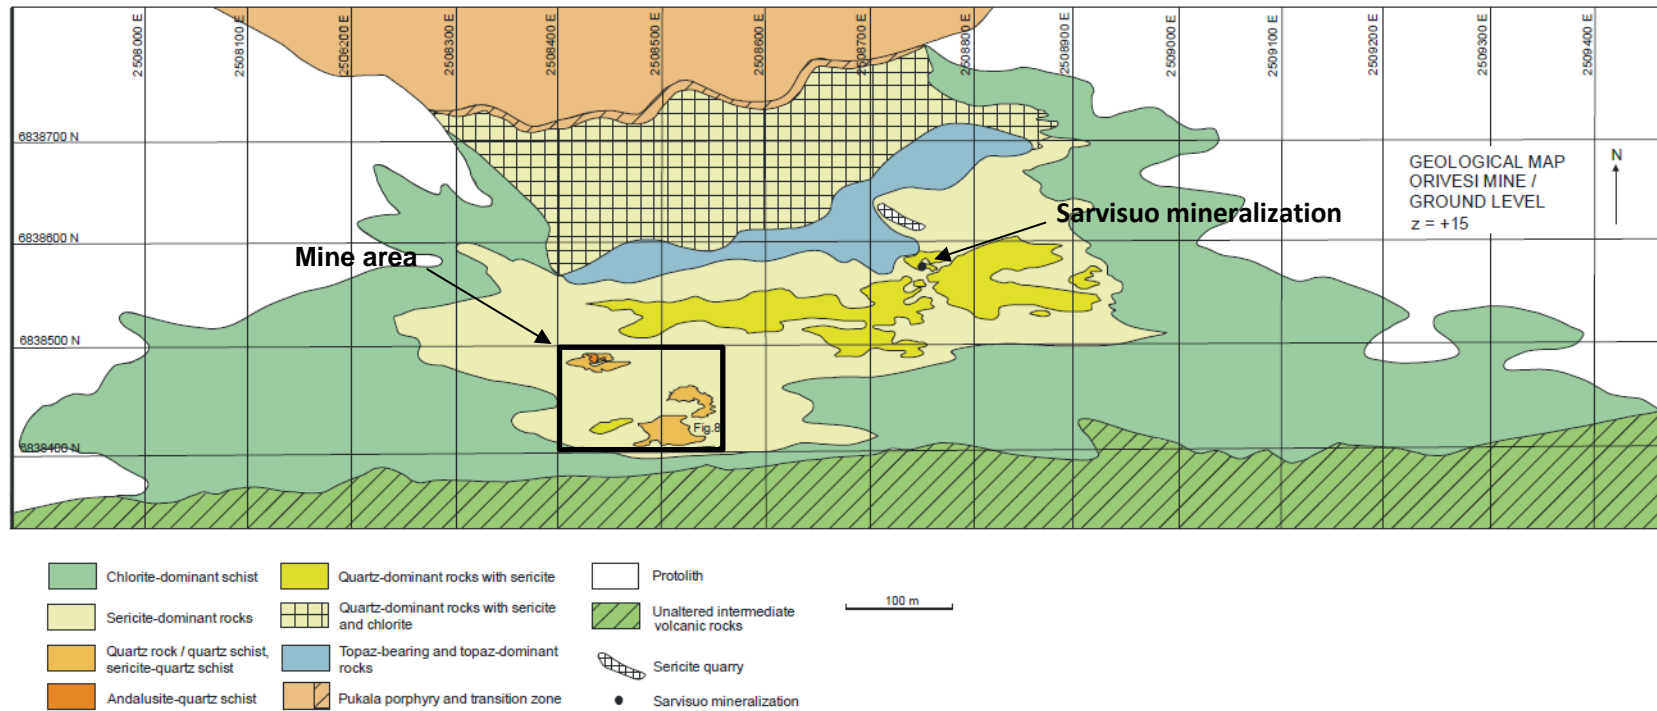 2508000 E
2508100 E
2508200 E
2508300 E
2508400 E
2508500 E
2508600 E
2508700 E
2508800 E
2508900 E
2509000 E
2509100 E
2509200 E
2509300 E
2509400 E
6838700 N
GEOLOGICAL MAP
ORIVESI MINE /
GROUND LEVEL
z = +15
N
Sarvisuo mineralization
6838600 N
Mine area
6838500 N
Fig.8
6838400 N
Chlorite-dominant schist
Sericite-dominant rocks
Quartz rock / quartz schist,
sericite-quartz schist
Andalusite-quartz schist
Quartz-dominant rocks with sericite
Quartz-dominant rocks with sericite
and chlorite
Topaz-bearing and topaz-dominant
rocks
Pukala porphyry and transition zone
Protolith
Unaltered intermediate
volcanic rocks
Sericite quarry
Sarvisuo mineralization
100 m